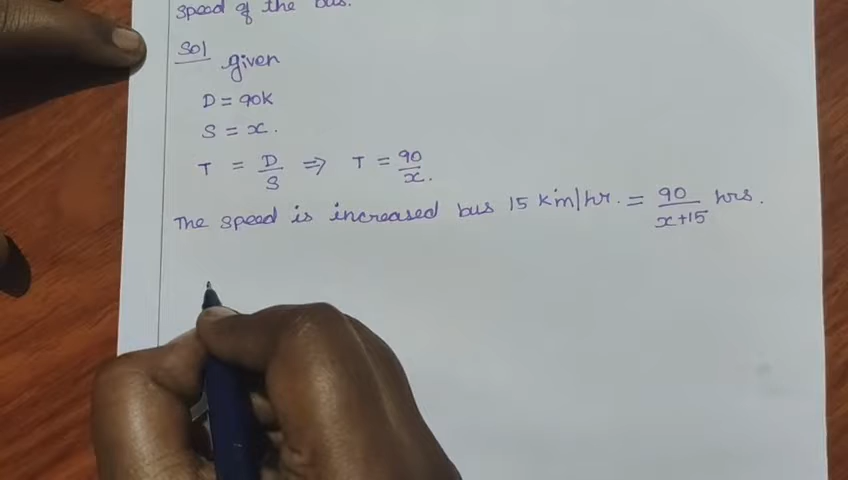 speed of the bus.
Sol
given
D = 90K
S = x.
T = D/S ⇒ T = 90/x.
The speed is increased bus 15 km/hr. = 90/x+15 hrs.